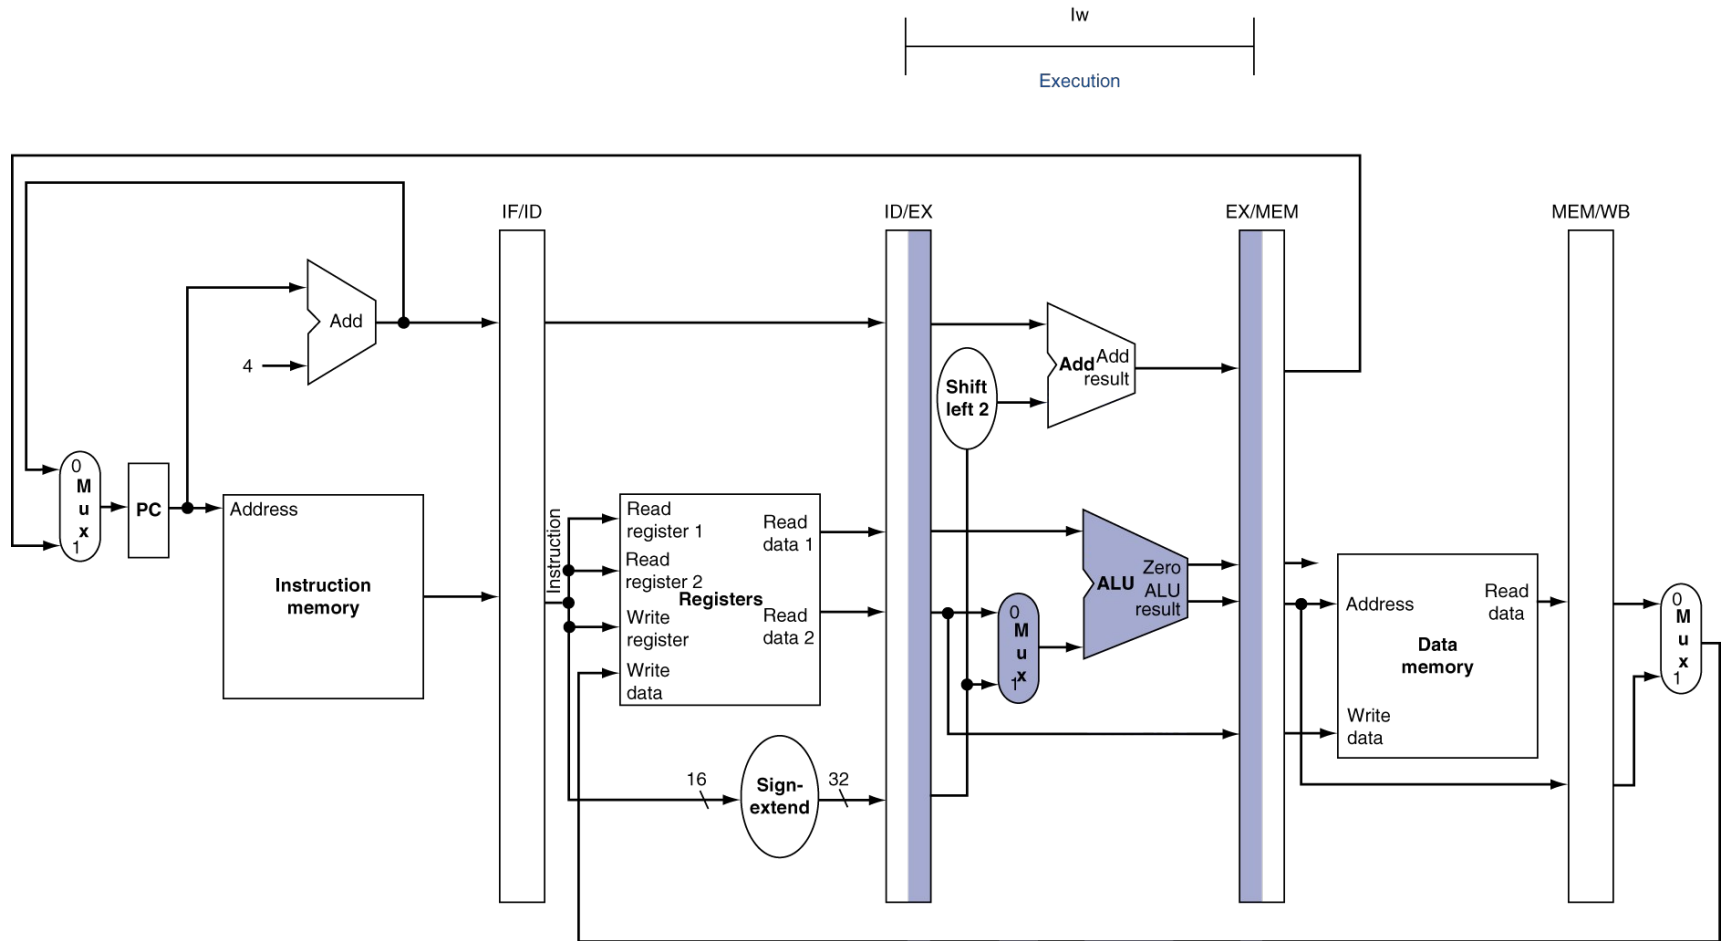 lw
Execution
IF/ID
ID/EX
EX/MEM
MEM/WB
Add
4
Add
Add
result
Shift
left 2
0
M
u
x
1
PC
Address
Instruction
memory
Instruction
Read
register 1
Read
register 2
Write
register
Write
data
Registers
Read
data 1
Read
data 2
16
Sign-
extend
32
0
M
u
x
1
ALU
Zero
ALU
result
Address
Read
data
Data
memory
Write
data
0
M
u
x
1